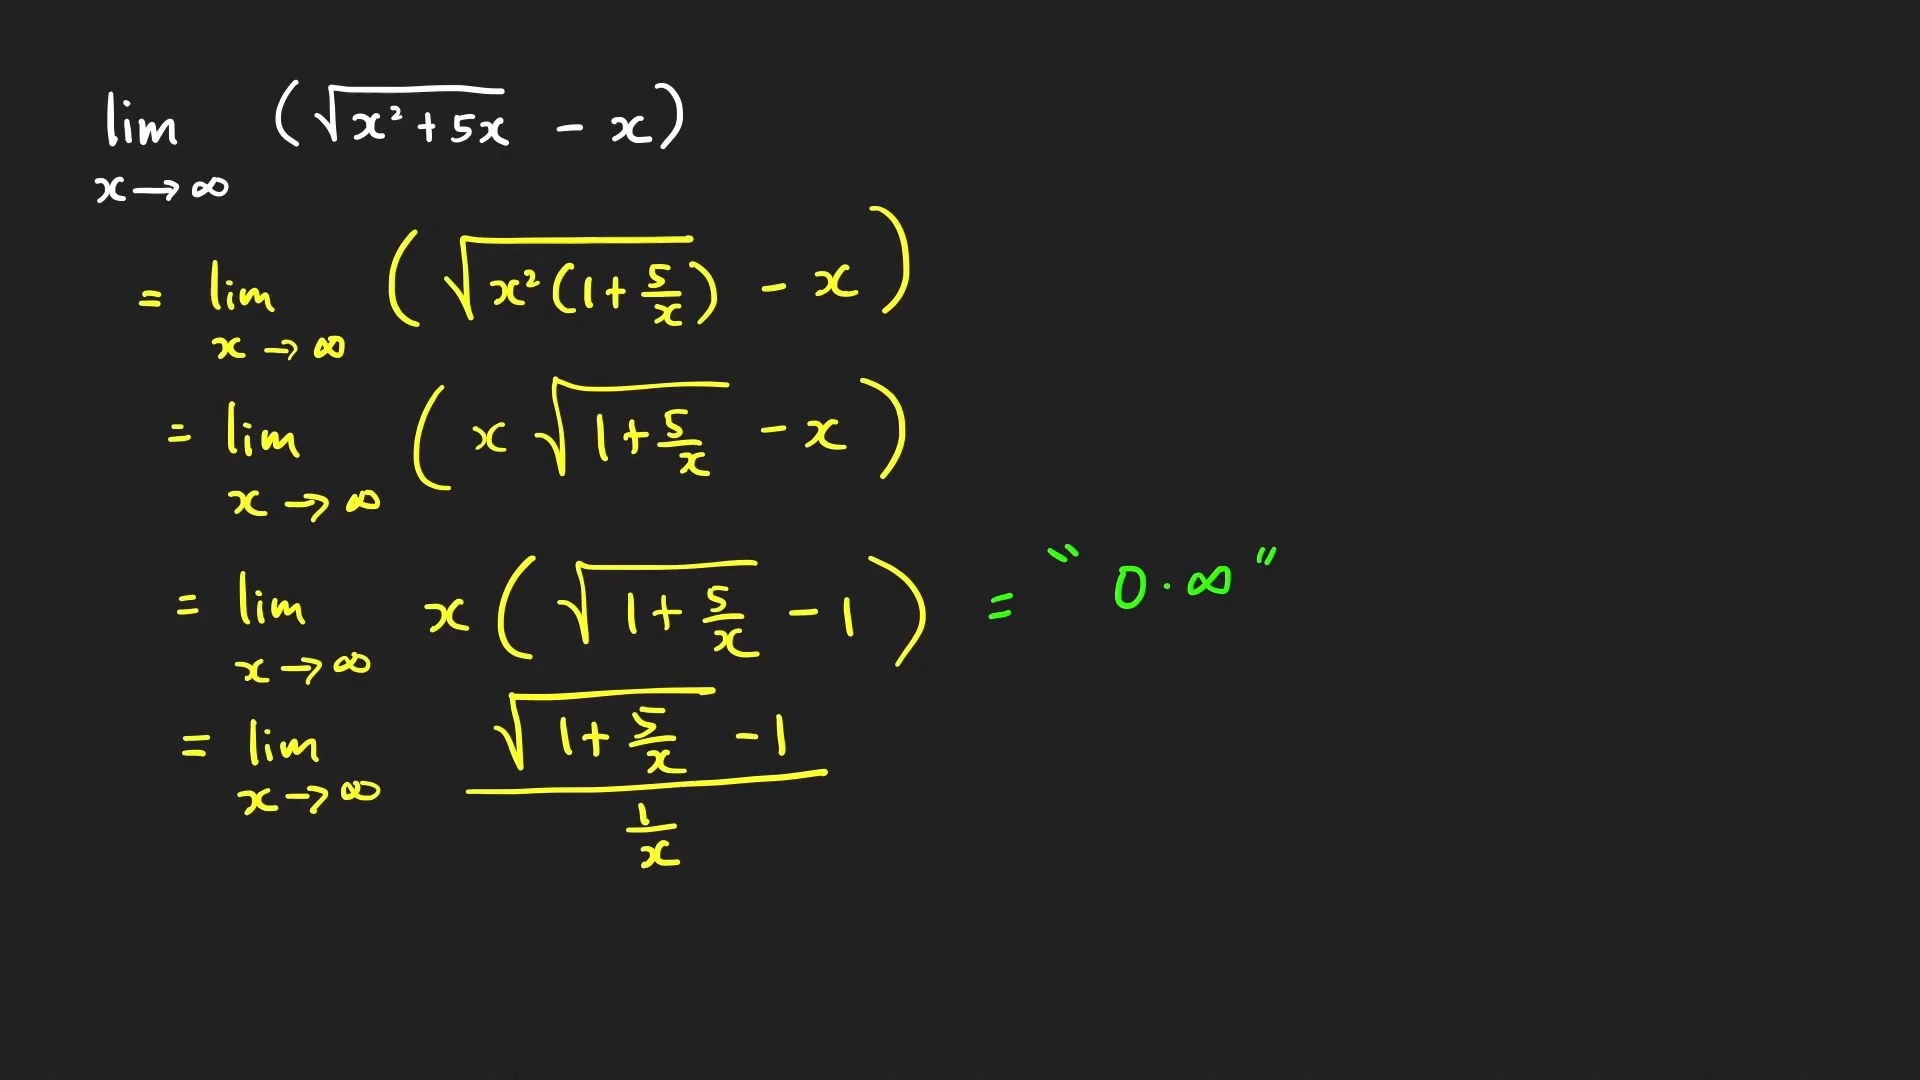 lim x→∞ (√(x² + 5x) - x)
= lim x→∞ (√(x²(1 + 5/x)) - x)
= lim x→∞ (x √(1 + 5/x) - x)
= lim x→∞ x(√(1 + 5/x) - 1) = "0 · ∞"
= lim x→∞ (√(1 + 5/x) - 1)/(1/x)